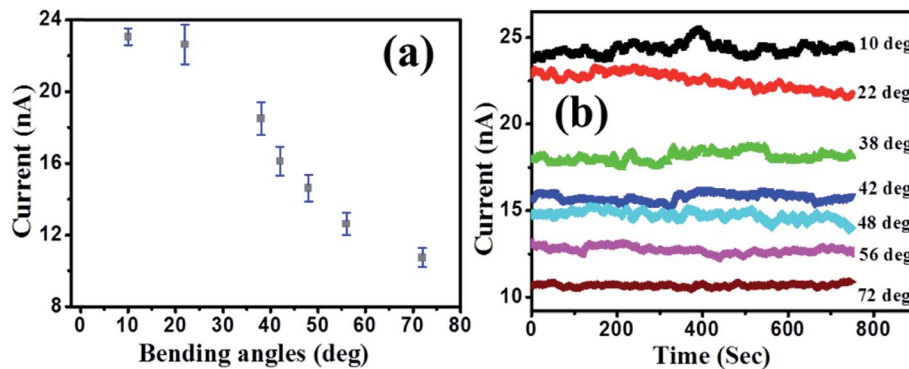 24
20
16
12
8
Current (nA)
(a)
0 10 20 30 40 50 60 70 80
Bending angles (deg)
25
20
15
10
Current (nA)
(b)
10 deg
22 deg
38 deg
42 deg
48 deg
56 deg
72 deg
0 200 400 600 800
Time (Sec)